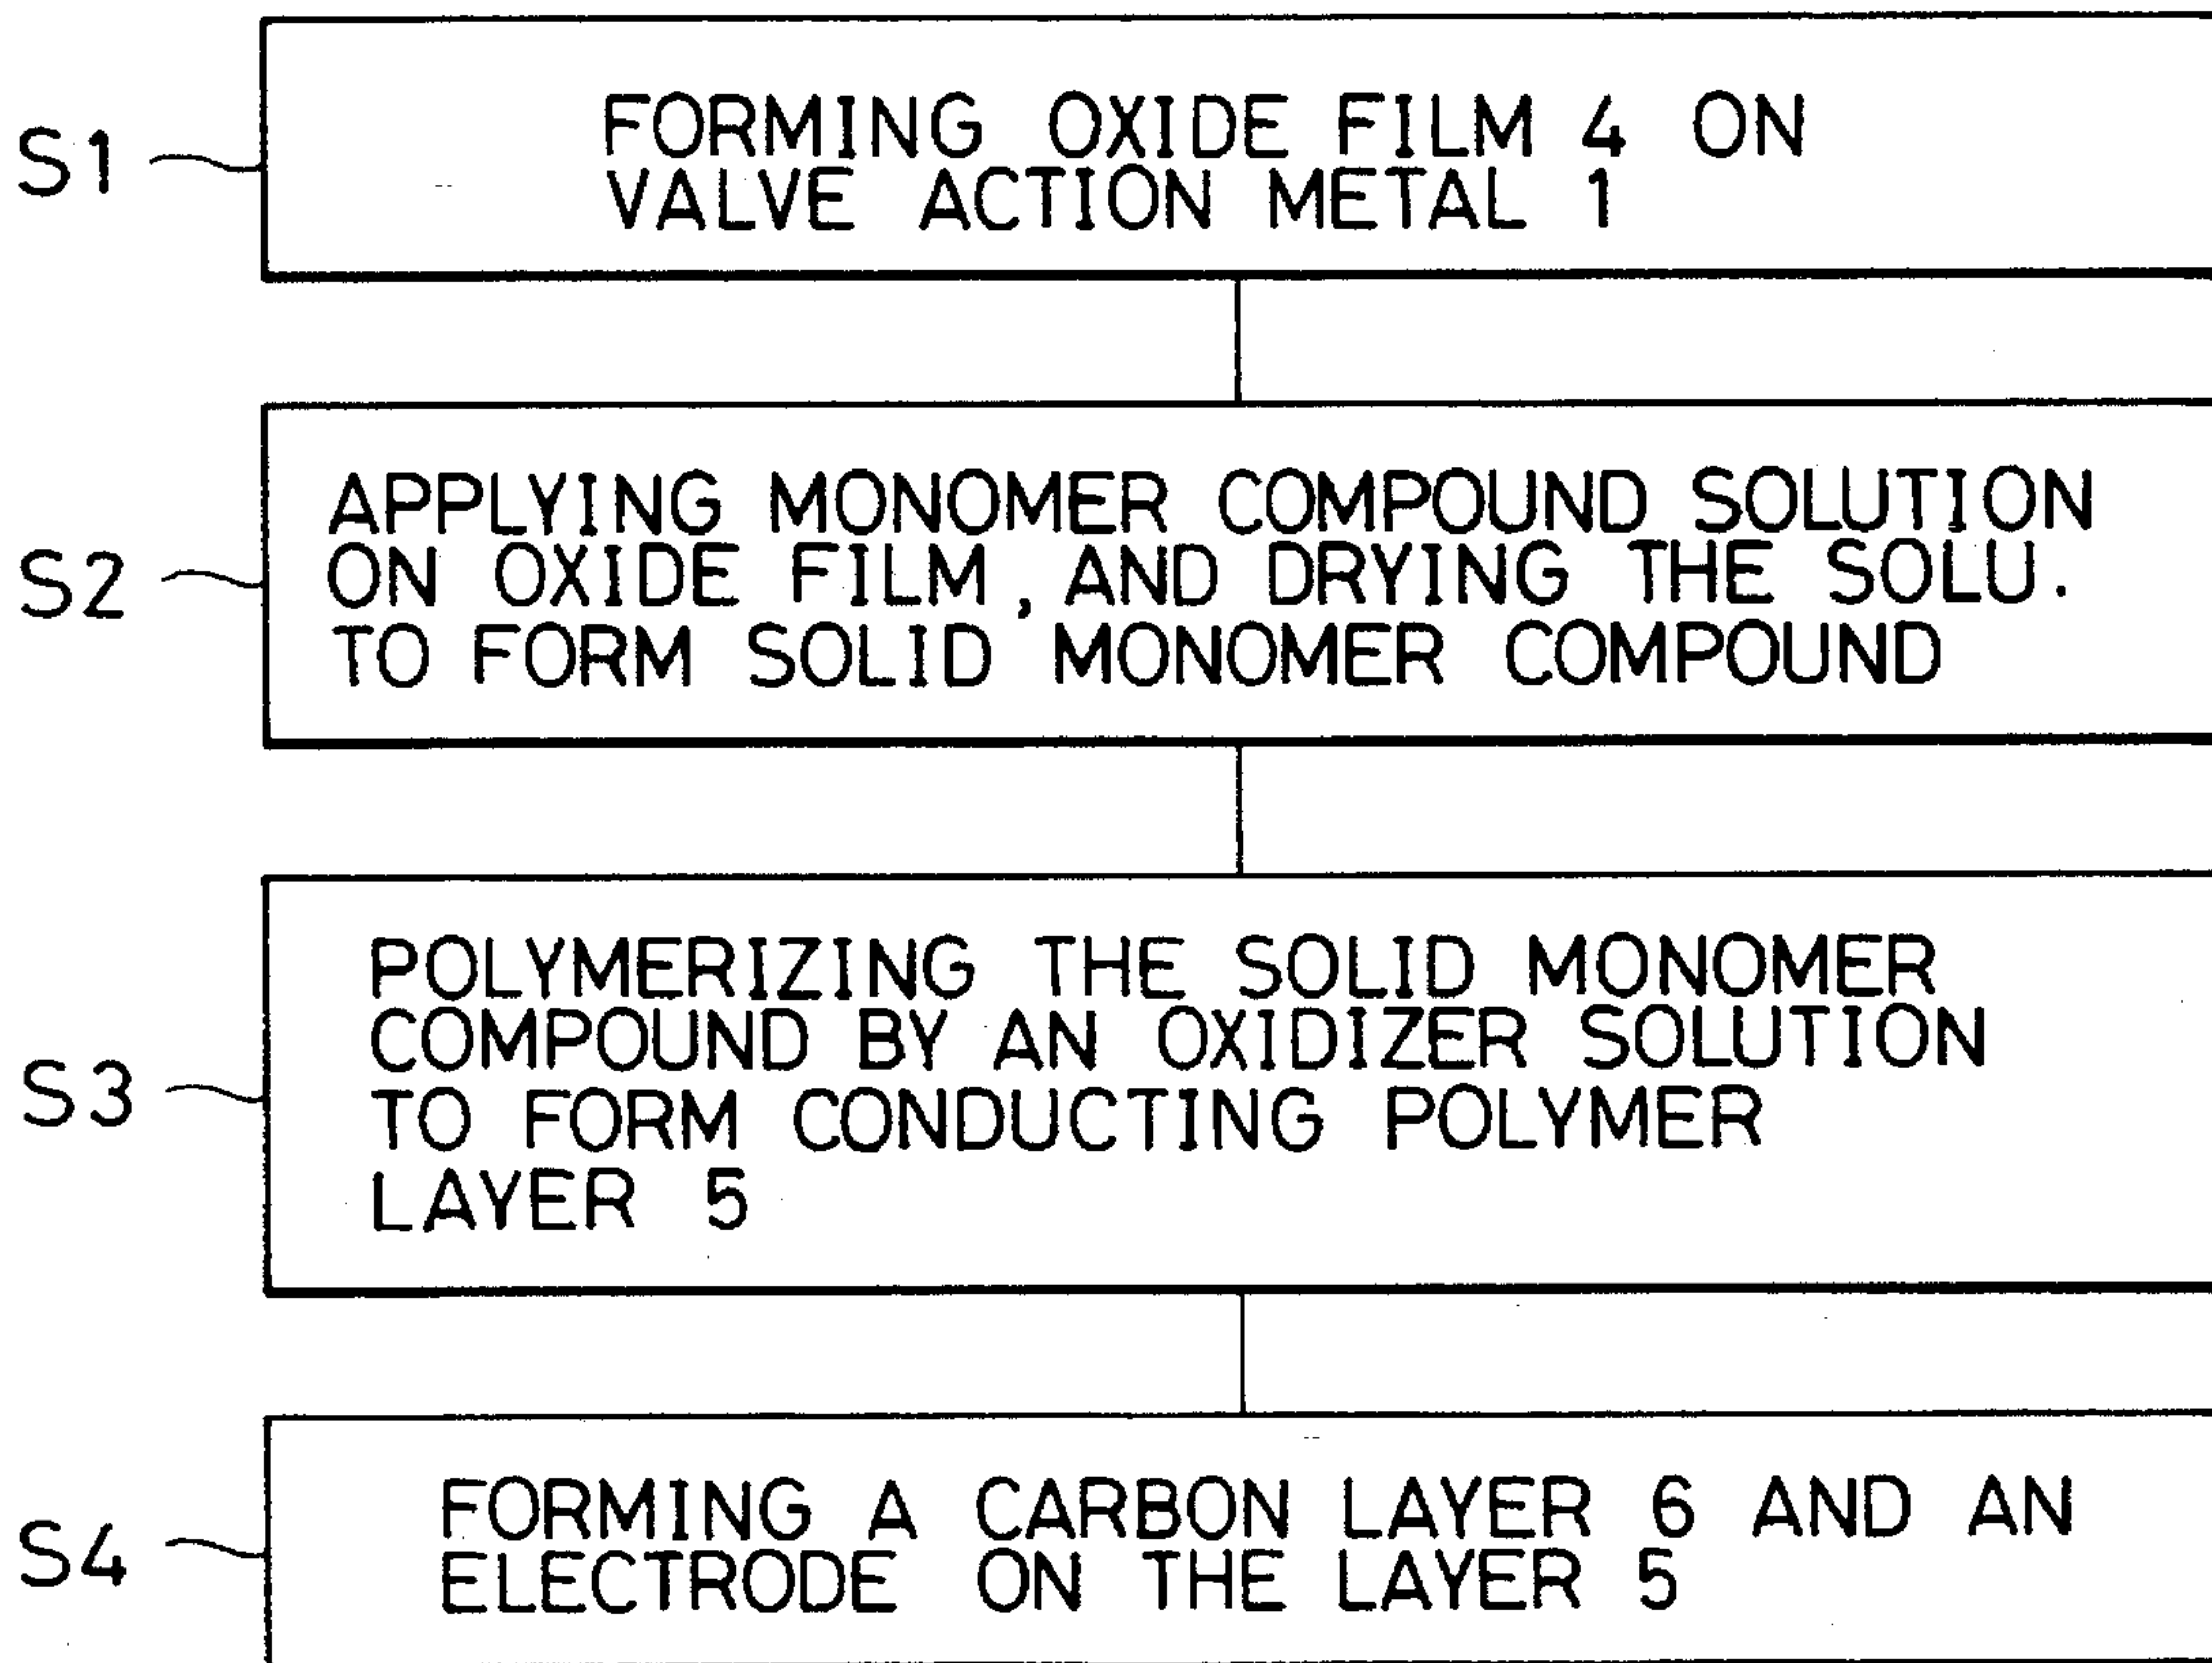 S1
FORMING OXIDE FILM 4 ON
VALVE ACTION METAL 1
S2
APPLYING MONOMER COMPOUND SOLUTION
ON OXIDE FILM, AND DRYING THE SOLU.
TO FORM SOLID MONOMER COMPOUND
S3
POLYMERIZING THE SOLID MONOMER
COMPOUND BY AN OXIDIZER SOLUTION
TO FORM CONDUCTING POLYMER
LAYER 5
S4
FORMING A CARBON LAYER 6 AND AN
ELECTRODE ON THE LAYER 5